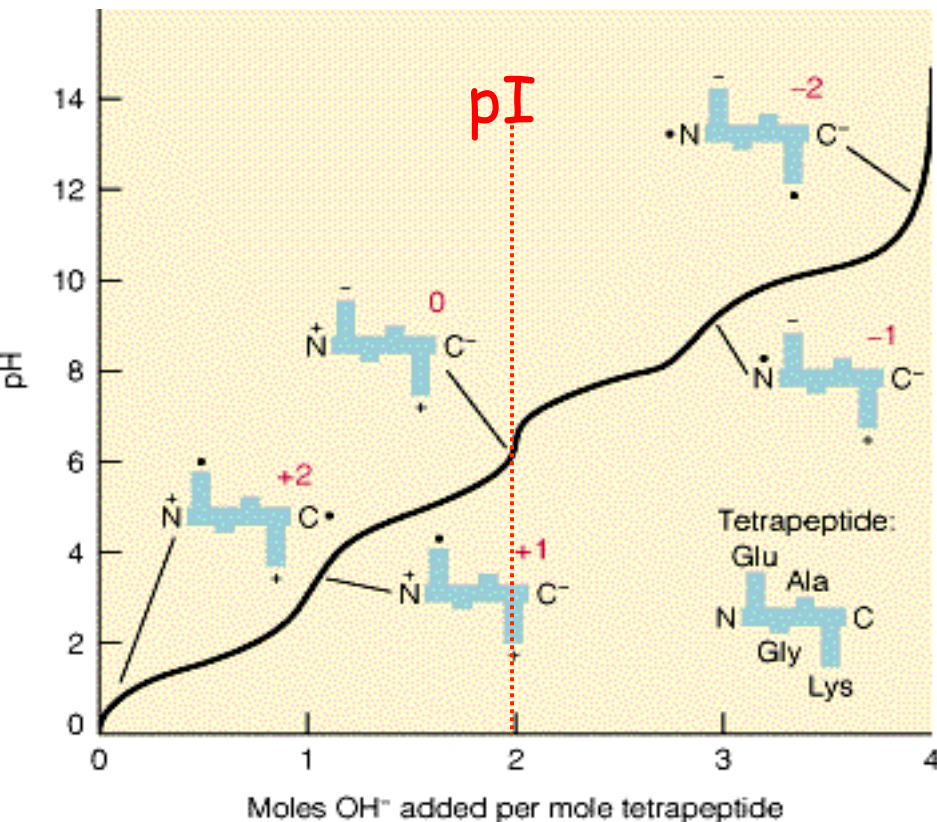 pI
14
12
10
8
6
4
2
0
pH
−2
− 
•N C−
•
0
−
+
N C−
+
−1
−
•
N C−
+
+2
•
+
N C•
+
+1
•
+
N C−
+
Tetrapeptide:
Glu
Ala
N C
Gly
Lys
0 1 2 3 4
Moles OH− added per mole tetrapeptide